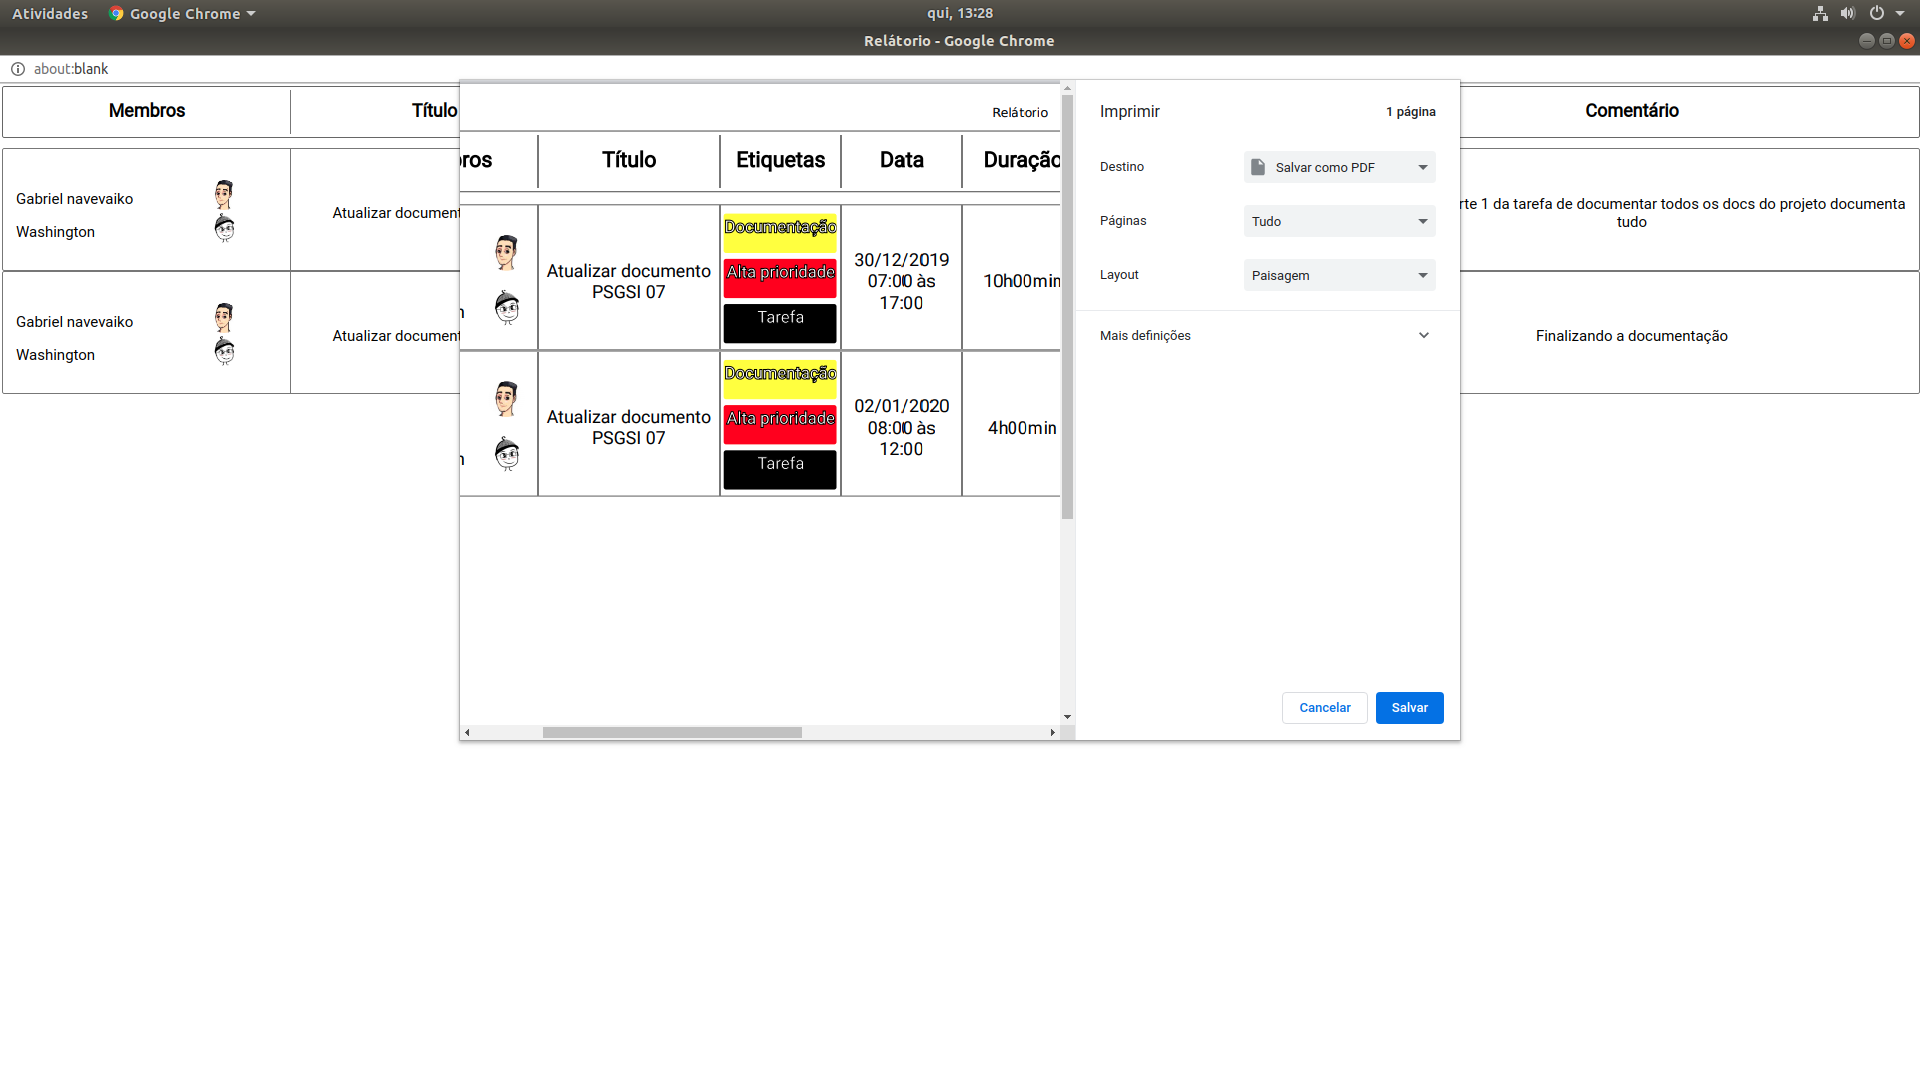 Atividades
Google Chrome
qui, 13:28
Relátorio - Google Chrome
about:blank
Membros
Título
Comentário
Gabriel navevaiko
Washington
Atualizar document
rte 1 da tarefa de documentar todos os docs do projeto documenta
tudo
Gabriel navevaiko
Washington
Atualizar document
Finalizando a documentação
Relátorio
ros
Título
Etiquetas
Data
Duração
Atualizar documento
PSGSI 07
Documentação
Alta prioridade
Tarefa
30/12/2019
07:00 às
17:00
10h00min
n
Atualizar documento
PSGSI 07
Documentação
Alta prioridade
Tarefa
02/01/2020
08:00 às
12:00
4h00min
n
Imprimir
1 página
Destino
Salvar como PDF
Páginas
Tudo
Layout
Paisagem
Mais definições
Cancelar
Salvar